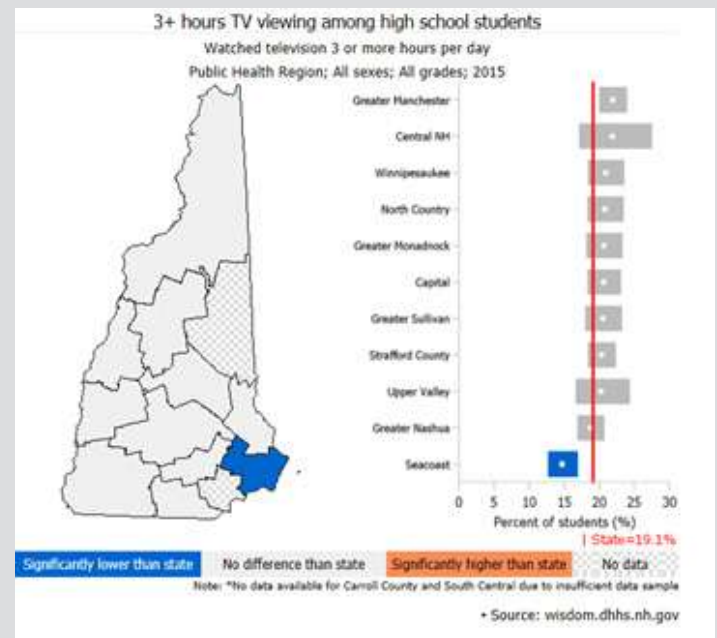 3+ hours TV viewing among high school students
Watched television 3 or more hours per day
Public Health Region; All sexes; All grades; 2015
Greater Manchester
Central NH
Winnipesaukee
North Country
Greater Monadnock
Capital
Greater Sullivan
Strafford County
Upper Valley
Greater Nashua
Seacoast
0 5 10 15 20 25 30
Percent of students (%)
| State=19.1%
Significantly lower than state No difference than state Significantly higher than state No data
Note: *No data available for Carroll County and South Central due to insufficient data sample
• Source: wisdom.dhhs.nh.gov